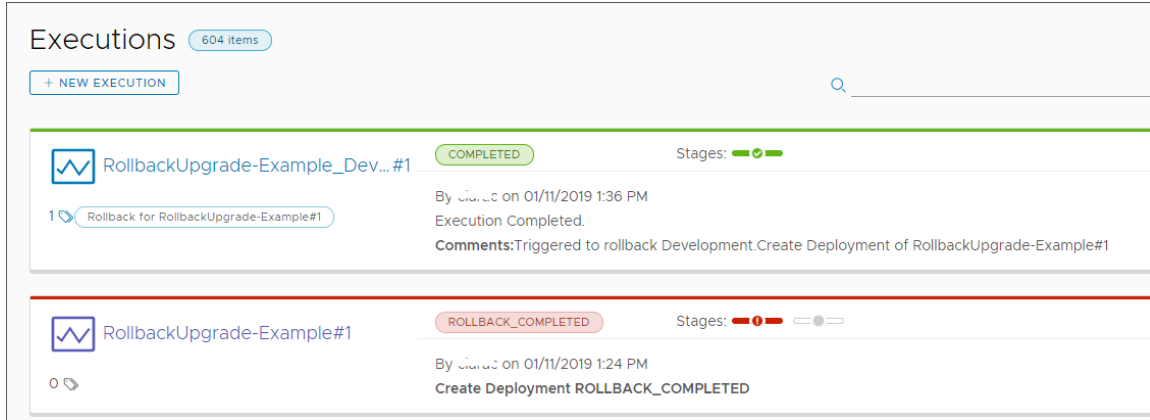 Executions 604 items
+ NEW EXECUTION
RollbackUpgrade-Example_Dev...#1
COMPLETED Stages:
By on 01/11/2019 1:36 PM
1 Rollback for RollbackUpgrade-Example#1
Execution Completed.
Comments:Triggered to rollback Development.Create Deployment of RollbackUpgrade-Example#1
RollbackUpgrade-Example#1
ROLLBACK_COMPLETED Stages:
By on 01/11/2019 1:24 PM
0
Create Deployment ROLLBACK_COMPLETED